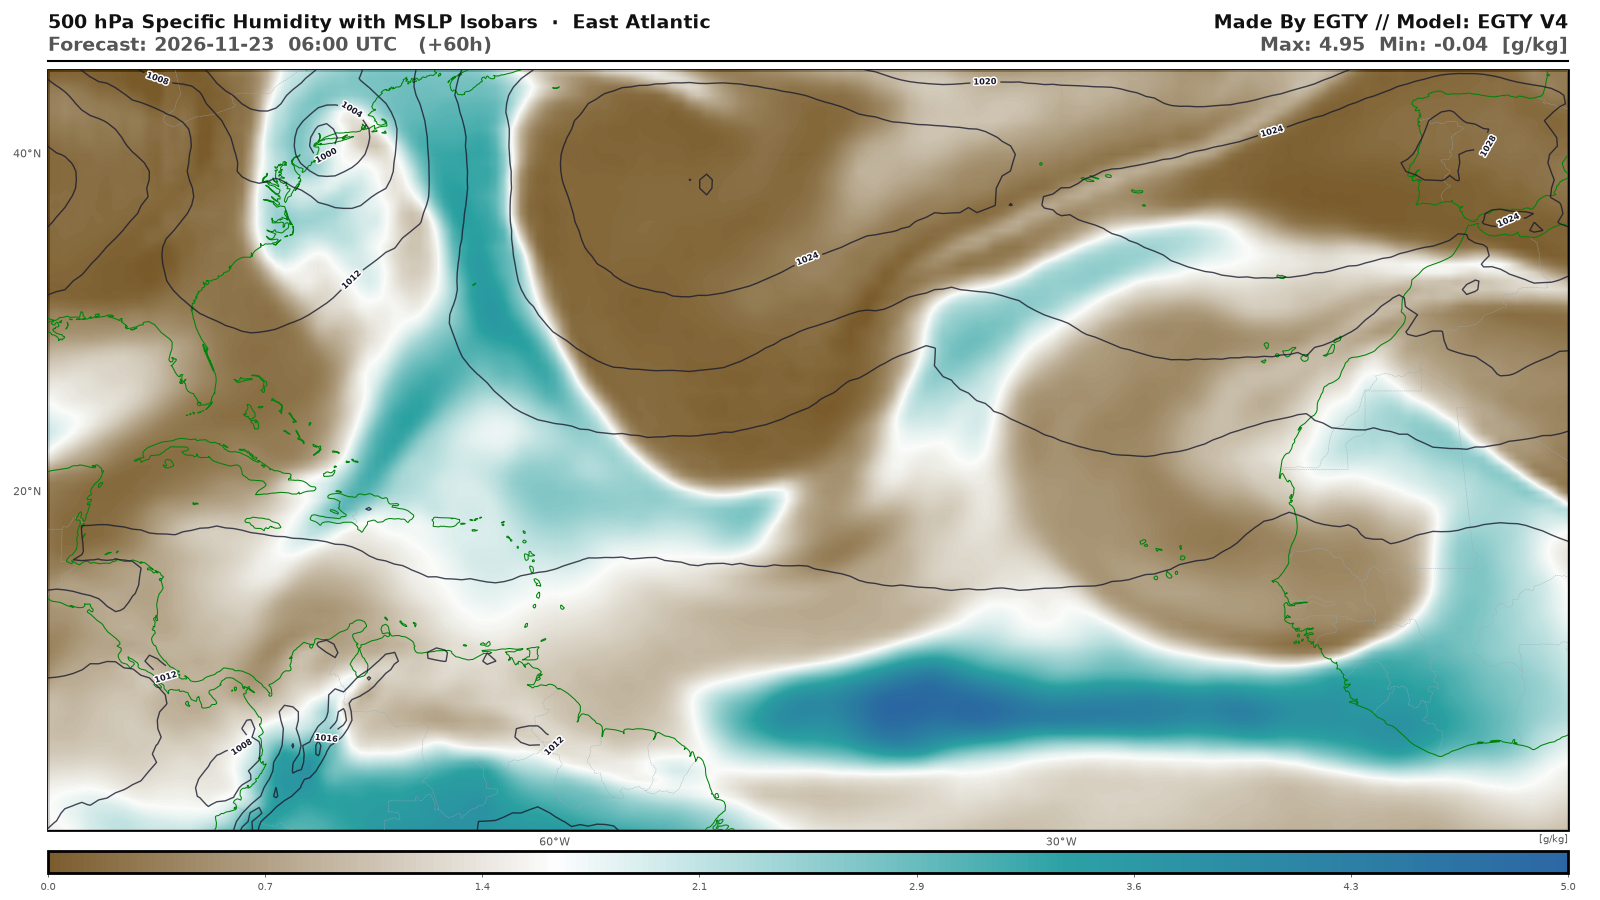 500 hPa Specific Humidity with MSLP Isobars · East Atlantic
Made By EGTY // Model: EGTY V4
Forecast: 2026-11-23 06:00 UTC (+60h)
Max: 4.95 Min: -0.04 [g/kg]
1008
1020
1004
1024
40°N
1028
1000
1024
1024
1012
20°N
1012
1016
1008
1012
60°W
30°W
[g/kg]
0.0
0.7
1.4
2.1
2.9
3.6
4.3
5.0